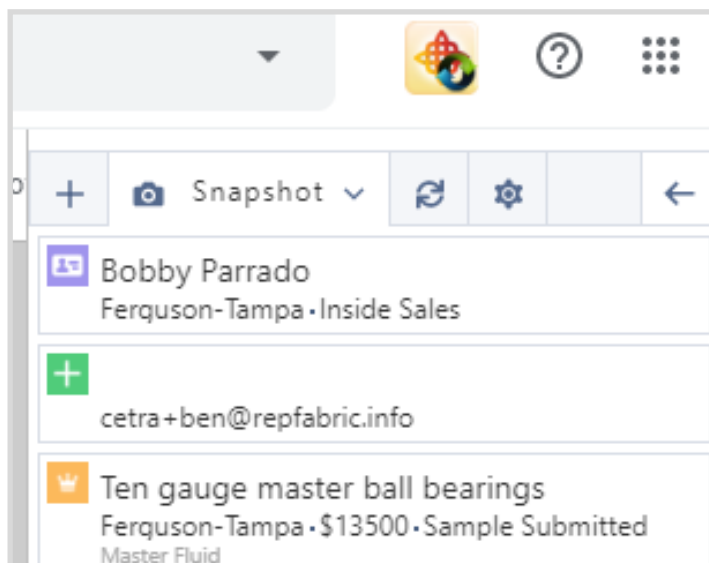 Snapshot
Bobby Parrado
Ferguson-Tampa · Inside Sales
cetra+ben@repfabric.info
Ten gauge master ball bearings
Ferguson-Tampa · $13500 · Sample Submitted
Master Fluid